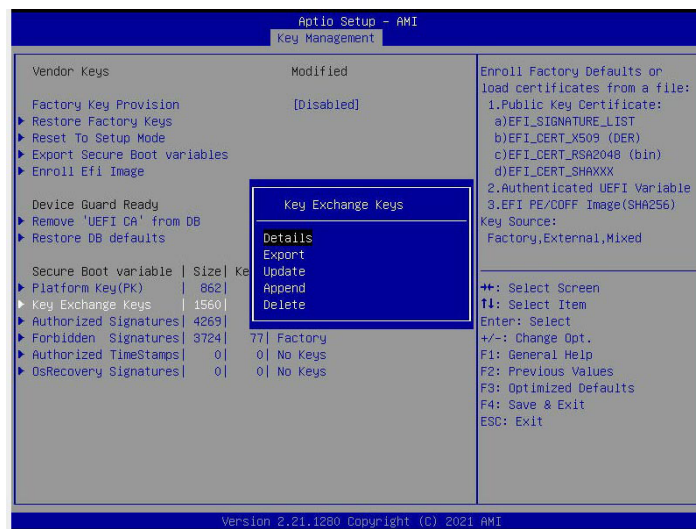 Aptio Setup - AMI
Key Management
Vendor Keys Modified
Factory Key Provision [Disabled]
▶ Restore Factory Keys
▶ Reset To Setup Mode
▶ Export Secure Boot variables
▶ Enroll Efi Image
Device Guard Ready
▶ Remove 'UEFI CA' from DB
▶ Restore DB defaults
Secure Boot variable | Size| Ke
▶ Platform Key(PK) | 862|
▶ Key Exchange Keys | 1560|
▶ Authorized Signatures| 4269|
▶ Forbidden Signatures| 3724| 77| Factory
▶ Authorized TimeStamps| 0| 0| No Keys
▶ OsRecovery Signatures| 0| 0| No Keys
Key Exchange Keys
Details
Export
Update
Append
Delete
Enroll Factory Defaults or
load certificates from a file:
1.Public Key Certificate:
a)EFI_SIGNATURE_LIST
b)EFI_CERT_X509 (DER)
c)EFI_CERT_RSA2048 (bin)
d)EFI_CERT_SHAXXX
2.Authenticated UEFI Variable
3.EFI PE/COFF Image(SHA256)
Key Source:
Factory,External,Mixed
→←: Select Screen
↑↓: Select Item
Enter: Select
+/-: Change Opt.
F1: General Help
F2: Previous Values
F3: Optimized Defaults
F4: Save & Exit
ESC: Exit
Version 2.21.1280 Copyright (C) 2021 AMI